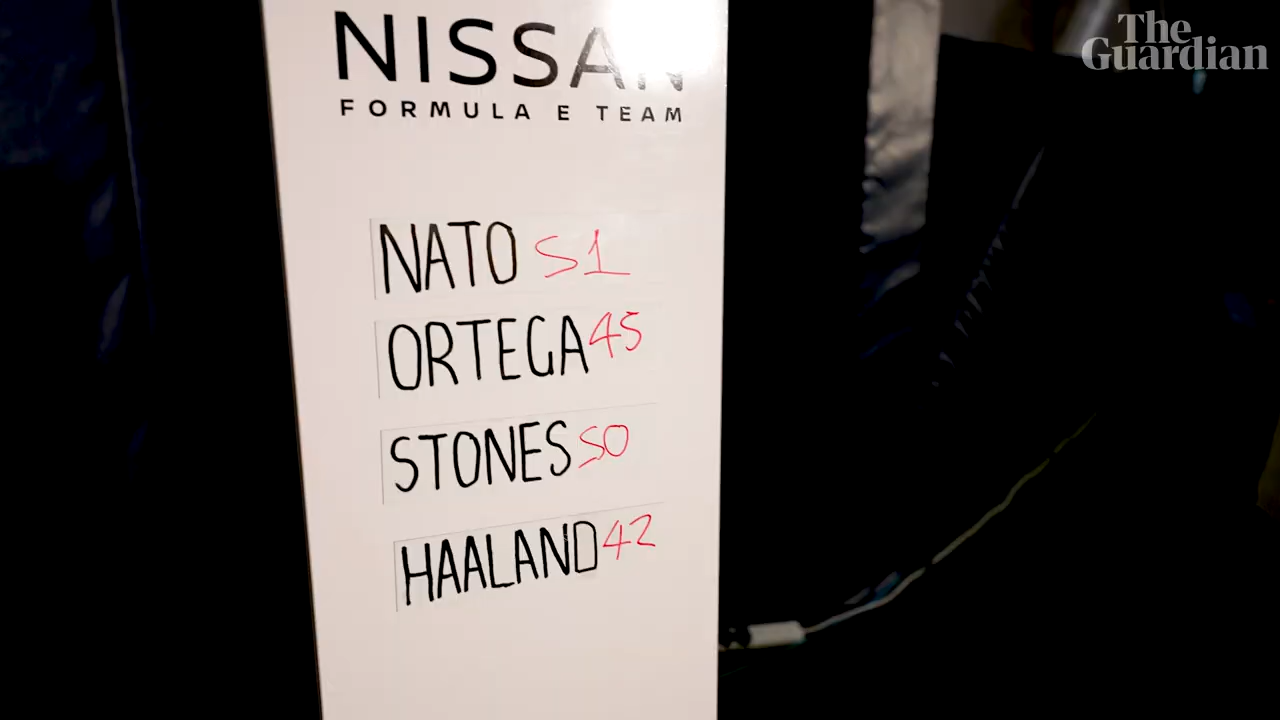 The
Guardian
NISSAN
FORMULA E TEAM
NATO 51
ORTEGA 45
STONES 50
HAALAND 42